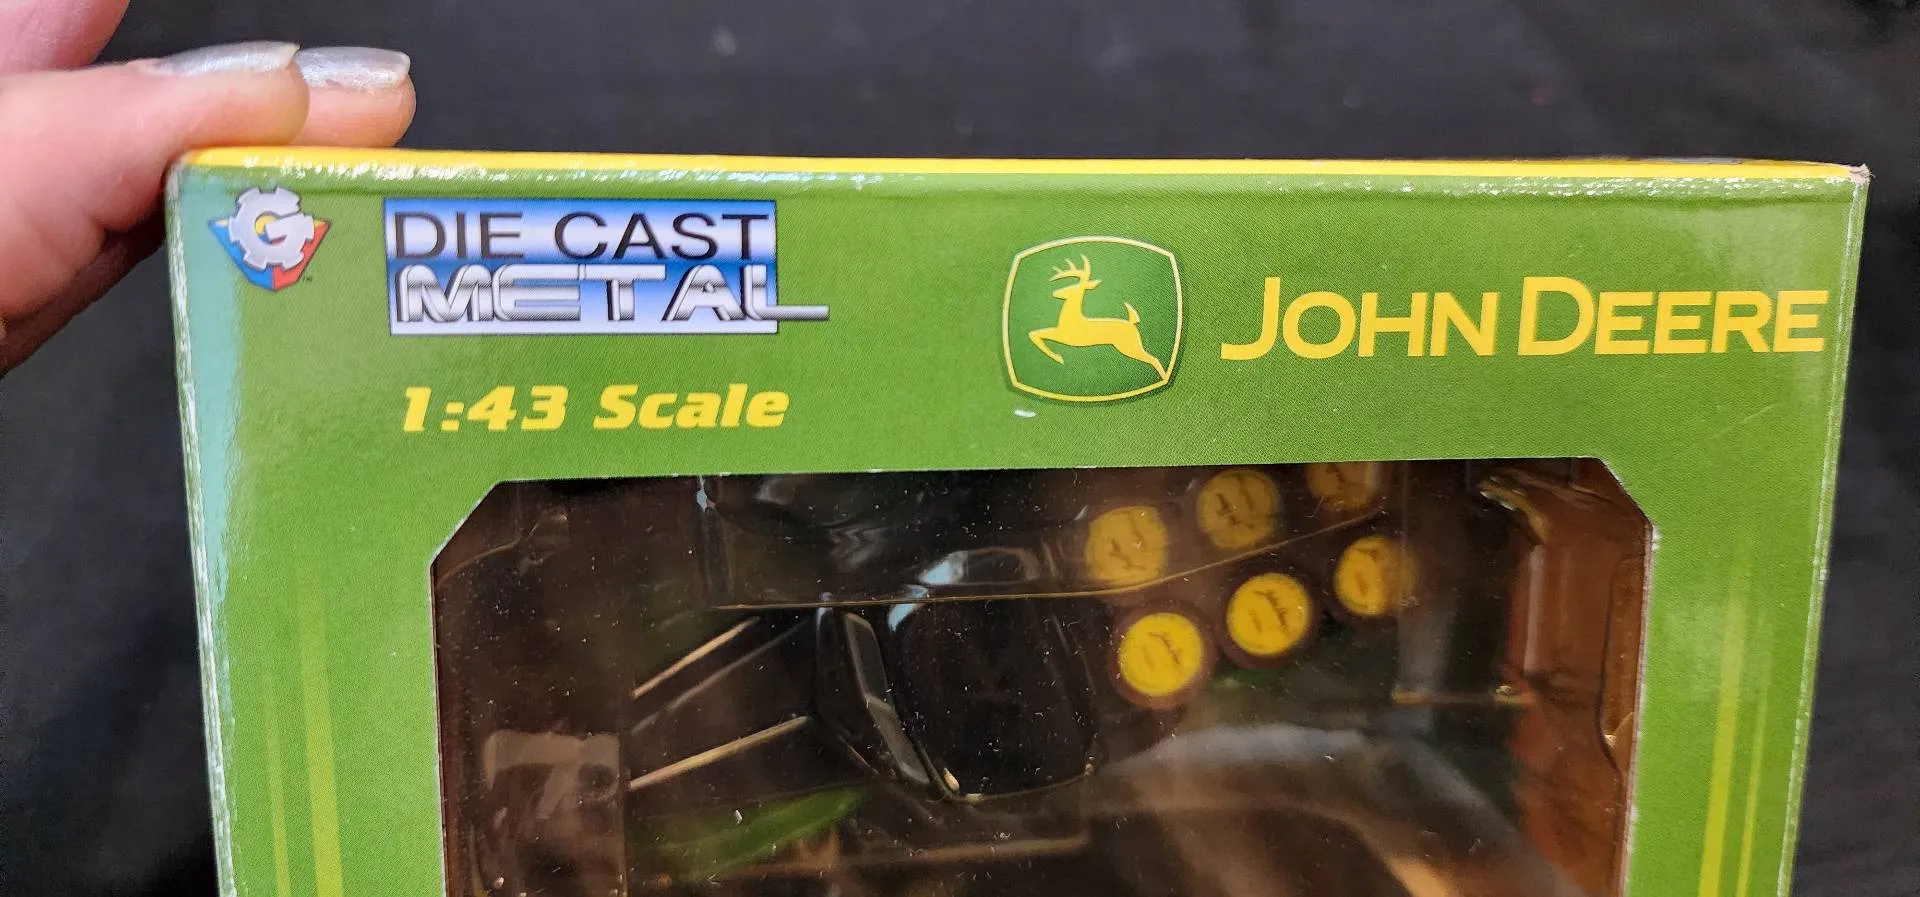 G
DIE CAST
METAL
JOHN DEERE
1:43 Scale